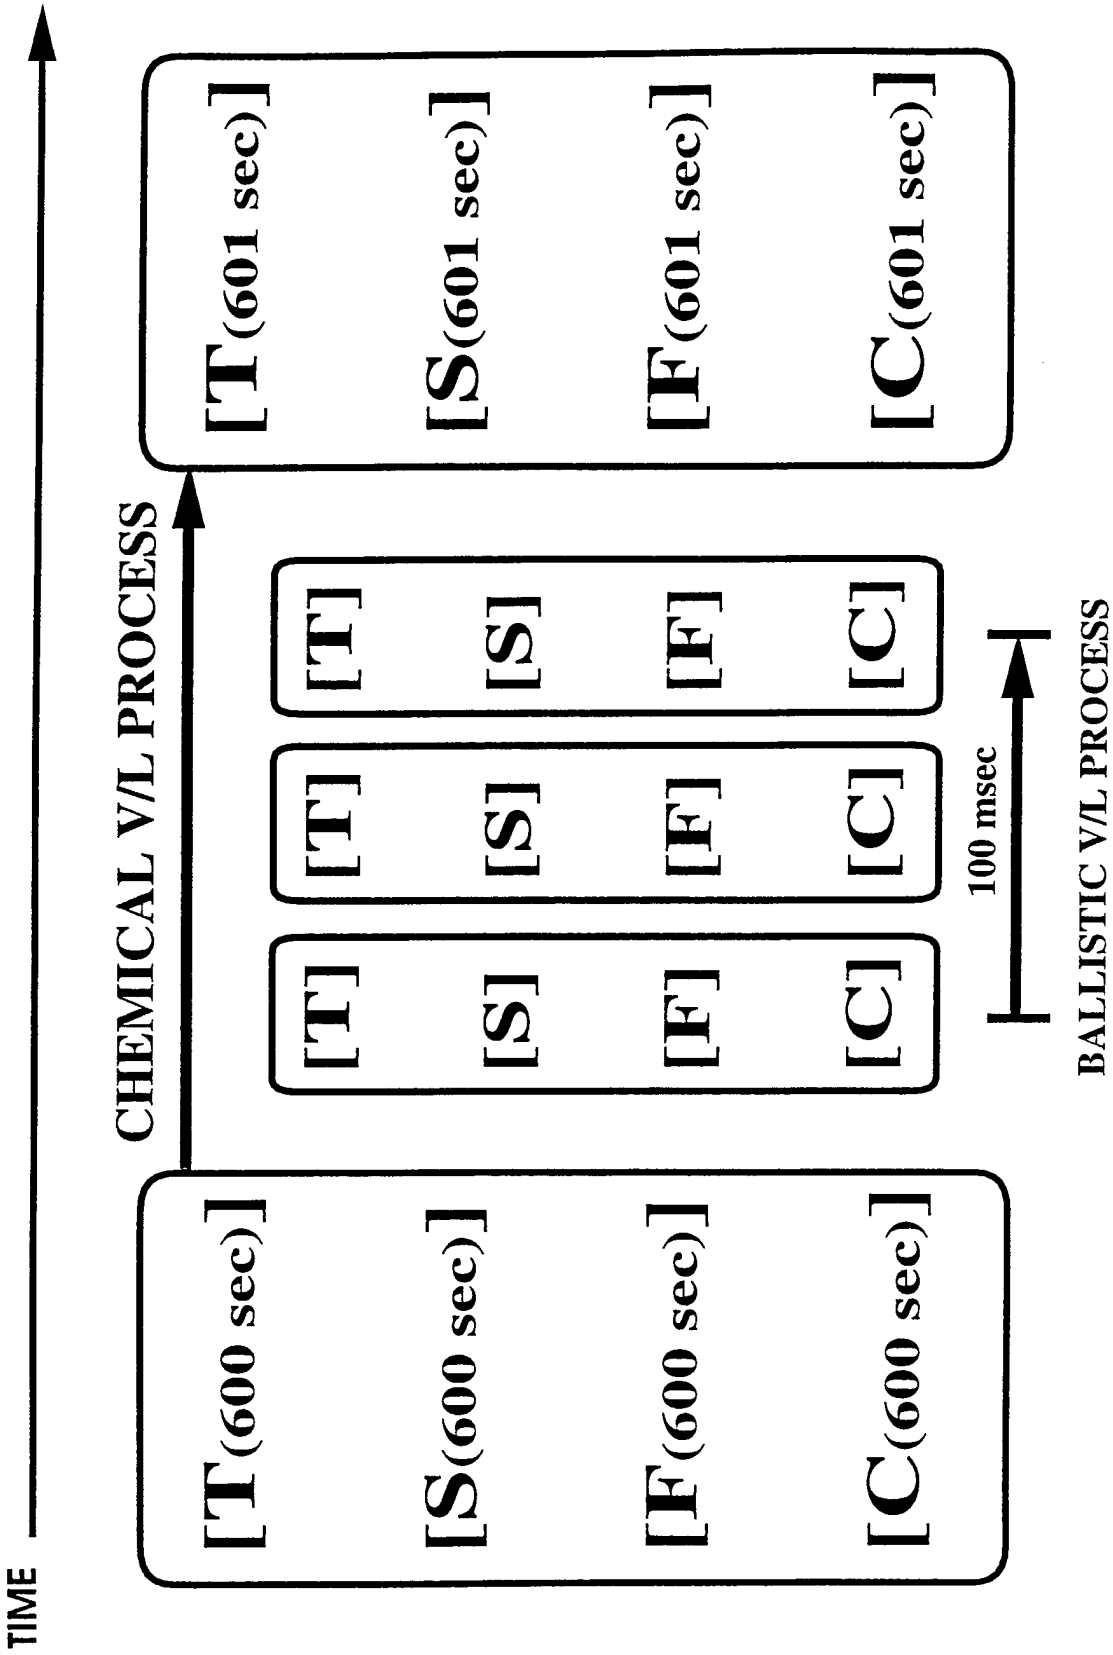 TIME
CHEMICAL V/L PROCESS
[T(600 sec)]
[S(600 sec)]
[F(600 sec)]
[C(600 sec)]
[T]
[S]
[F]
[C]
[T]
[S]
[F]
[C]
[T]
[S]
[F]
[C]
[T(601 sec)]
[S(601 sec)]
[F(601 sec)]
[C(601 sec)]
100 msec
BALLISTIC V/L PROCESS